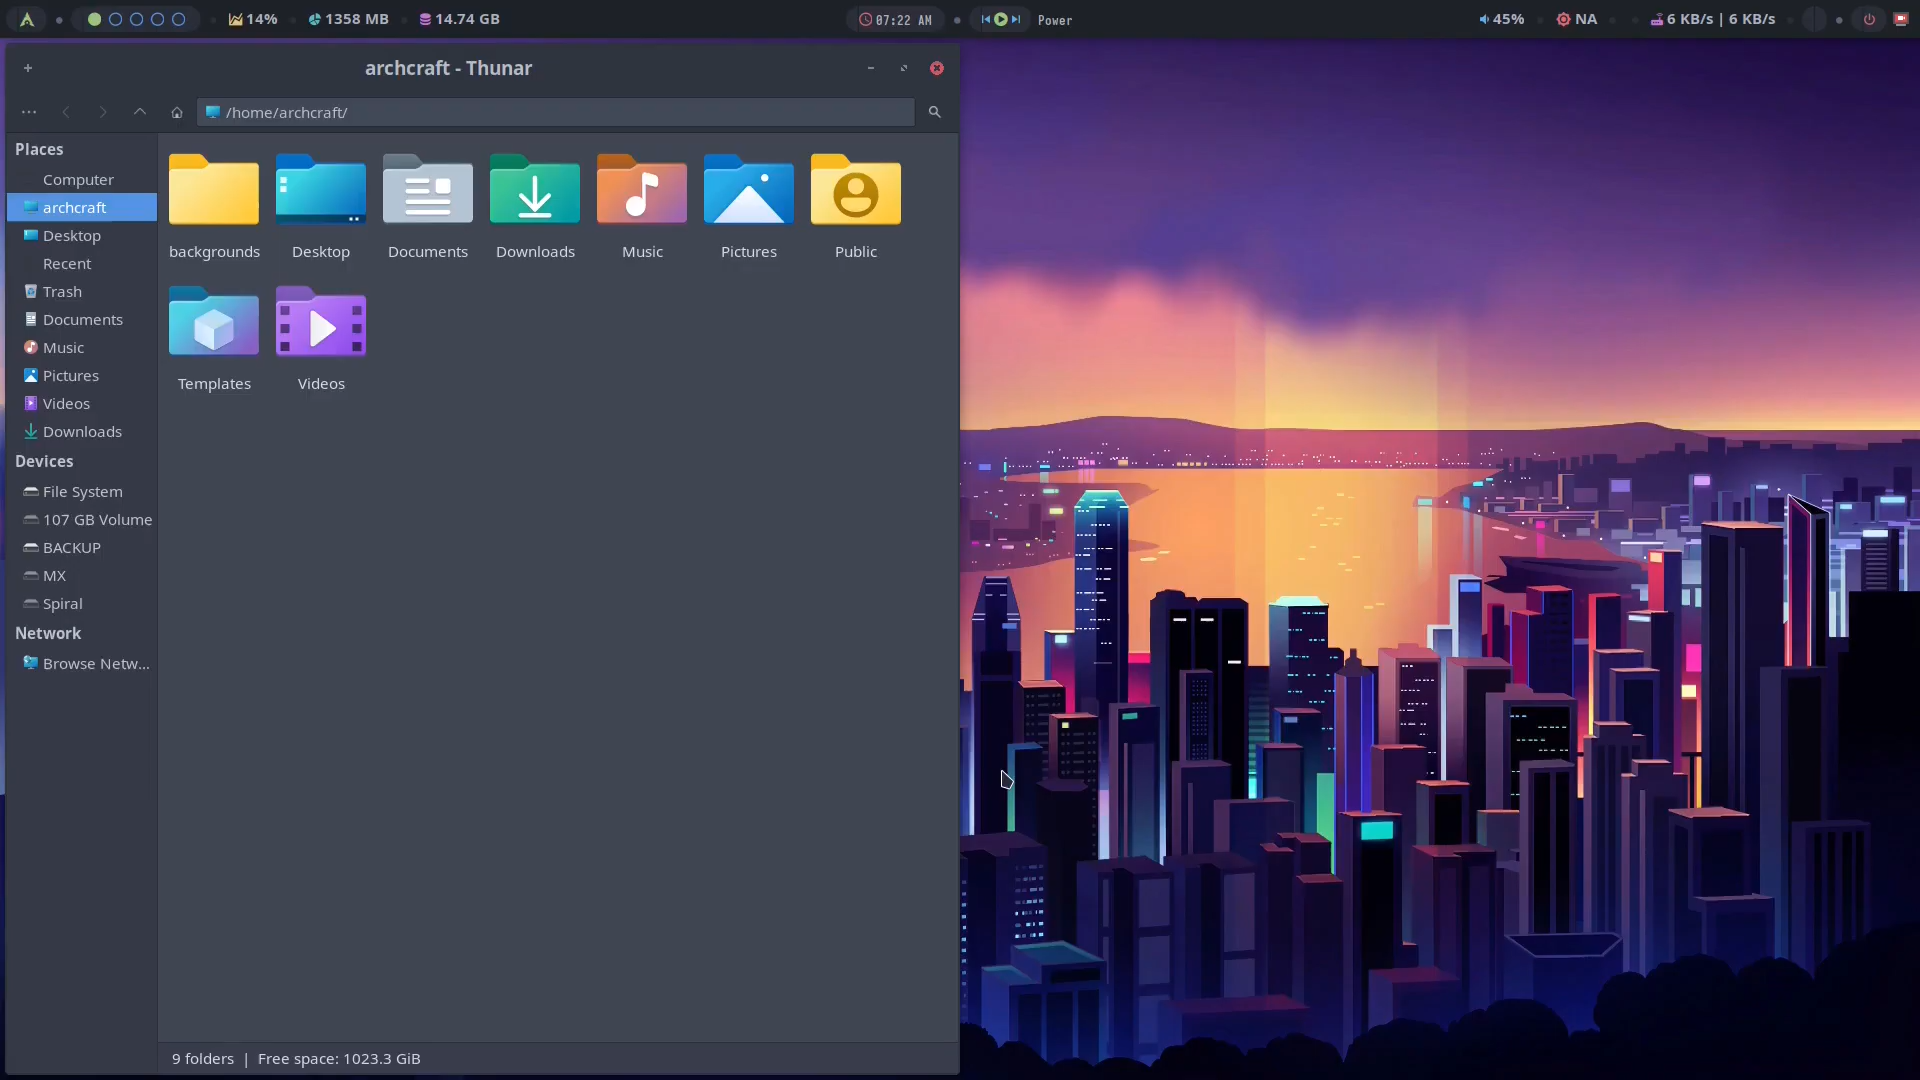 14%
1358 MB
14.74 GB
07:22 AM
Power
45%
NA
6 KB/s | 6 KB/s
archcraft - Thunar
/home/archcraft/
Places
Computer
archcraft
Desktop
Recent
Trash
Documents
Music
Pictures
Videos
Downloads
Devices
File System
107 GB Volume
BACKUP
MX
Spiral
Network
Browse Netw...
backgrounds
Desktop
Documents
Downloads
Music
Pictures
Public
Templates
Videos
9 folders | Free space: 1023.3 GiB